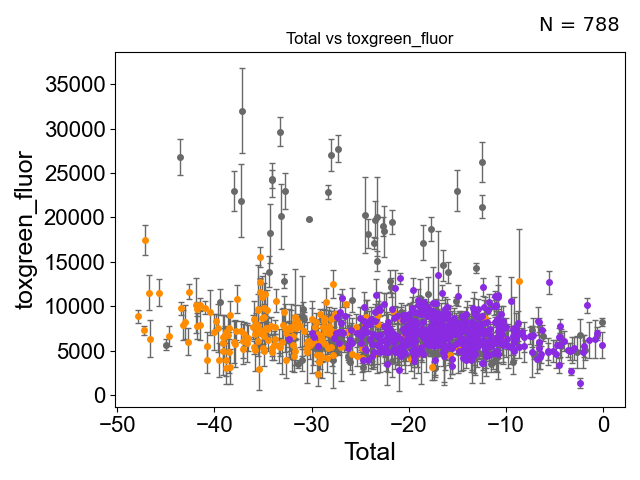 N = 788
Total vs toxgreen_fluor
toxgreen_fluor
35000
30000
25000
20000
15000
10000
5000
0
−50 −40 −30 −20 −10 0
Total